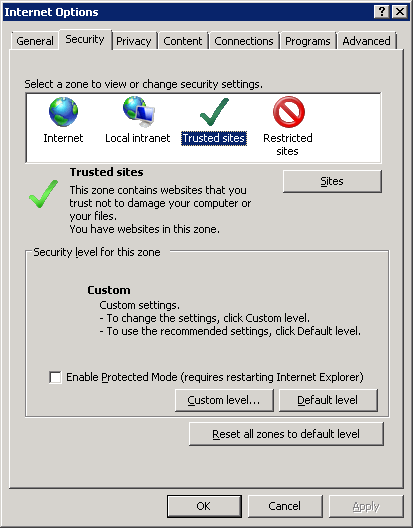 Internet Options
General Security Privacy Content Connections Programs Advanced
Select a zone to view or change security settings.
Internet Local intranet Trusted sites Restricted
sites
Trusted sites
Sites
This zone contains websites that you
trust not to damage your computer or
your files.
You have websites in this zone.
Security level for this zone
Custom
Custom settings.
- To change the settings, click Custom level.
- To use the recommended settings, click Default level.
Enable Protected Mode (requires restarting Internet Explorer)
Custom level... Default level
Reset all zones to default level
OK Cancel Apply